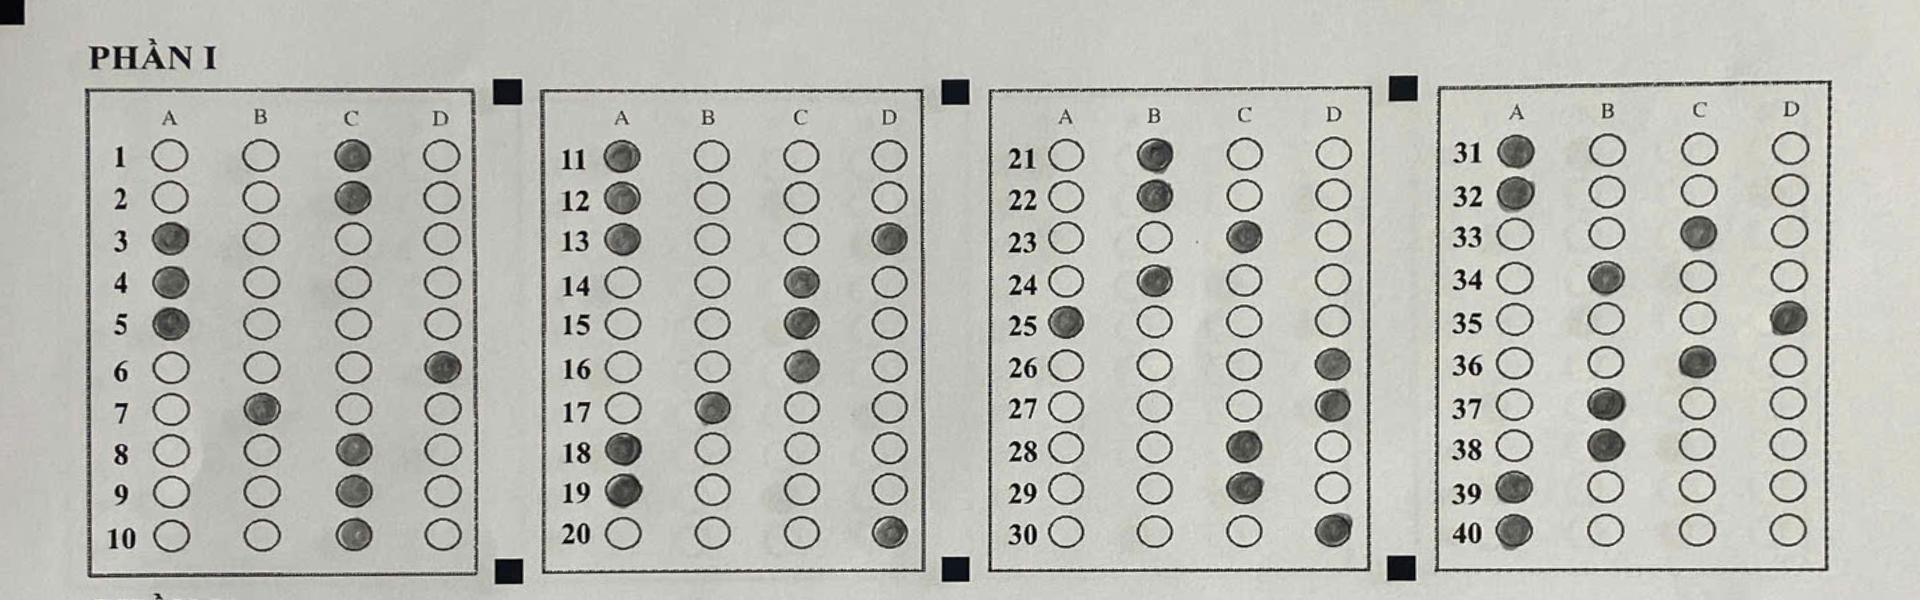 PHẦN I
A B C D A B C D A B C D A B C D
1 11 21 31
2 12 22 32
3 13 23 33
4 14 24 34
5 15 25 35
6 16 26 36
7 17 27 37
8 18 28 38
9 19 29 39
10 20 30 40